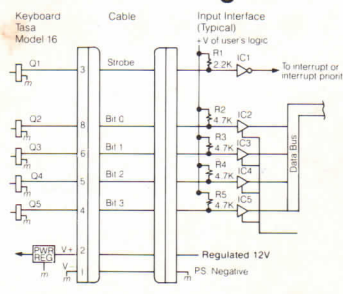 Keyboard
Tasa
Model 16
Cable
Input Interface
(Typical)
+V of user's logic
Q1
3
Strobe
R1
2.2K
IC1
To interrupt or
interrupt priorit
Q2
8
Bit 0
R2
4.7K
IC2
Q3
6
Bit 1
R3
4.7K
IC3
Q4
5
Bit 2
R4
4.7K
IC4
Q5
4
Bit 3
R5
4.7K
IC5
Data Bus
PWR
REG
V+
2
Regulated 12V
V-
1
P.S. Negative